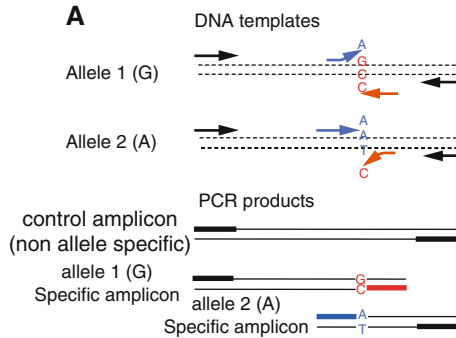 A
DNA templates
A
Allele 1 (G)
G
C
C
A
Allele 2 (A)
A
T
C
PCR products
control amplicon
(non allele specific)
allele 1 (G)
Specific amplicon
G
C
allele 2 (A)
Specific amplicon
A
T